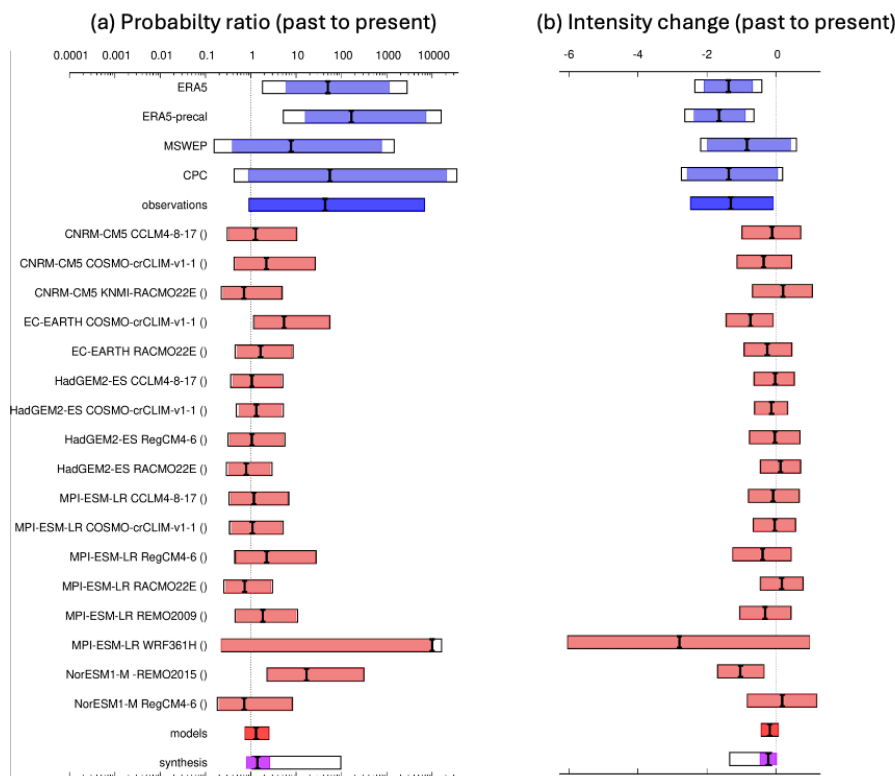 (a) Probabilty ratio (past to present)
(b) Intensity change (past to present)
0.0001 0.001 0.01 0.1 1 10 100 1000 10000
-6 -4 -2 0
ERA5
ERA5-precal
MSWEP
CPC
observations
CNRM-CM5 CCLM4-8-17 ()
CNRM-CM5 COSMO-crCLIM-v1-1 ()
CNRM-CM5 KNMI-RACMO22E ()
EC-EARTH COSMO-crCLIM-v1-1 ()
EC-EARTH RACMO22E ()
HadGEM2-ES CCLM4-8-17 ()
HadGEM2-ES COSMO-crCLIM-v1-1 ()
HadGEM2-ES RegCM4-6 ()
HadGEM2-ES RACMO22E ()
MPI-ESM-LR CCLM4-8-17 ()
MPI-ESM-LR COSMO-crCLIM-v1-1 ()
MPI-ESM-LR RegCM4-6 ()
MPI-ESM-LR RACMO22E ()
MPI-ESM-LR REMO2009 ()
MPI-ESM-LR WRF361H ()
NorESM1-M -REMO2015 ()
NorESM1-M RegCM4-6 ()
models
synthesis